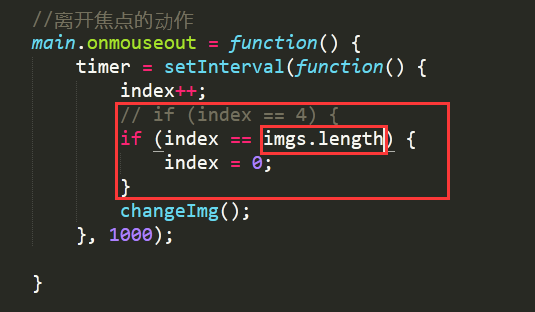 //离开焦点的动作
main.onmouseout = function() {
timer = setInterval(function() {
index++;
// if (index == 4) {
if (index == imgs.length) {
index = 0;
}
changeImg();
}, 1000);
}